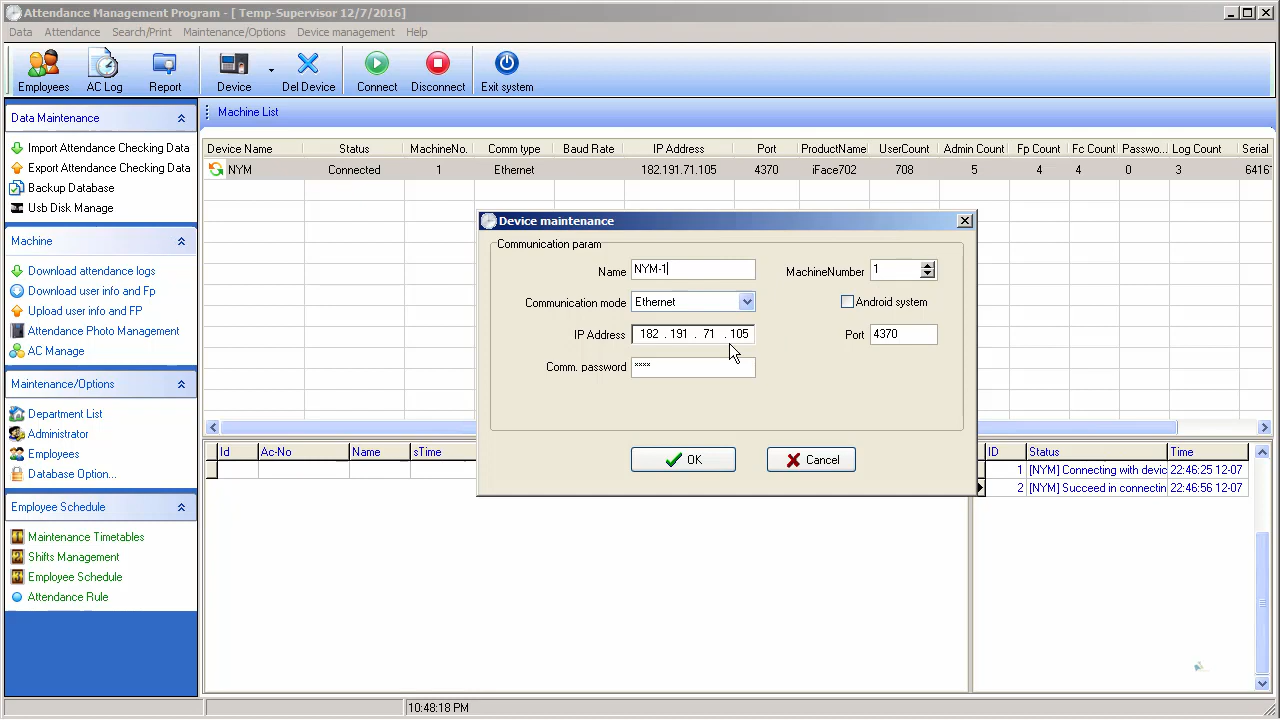 Attendance Management Program - [ Temp-Supervisor 12/7/2016]
Data Attendance Search/Print Maintenance/Options Device management Help
Employees AC Log Report Device Del Device Connect Disconnect Exit system
Data Maintenance
Import Attendance Checking Data
Export Attendance Checking Data
Backup Database
Usb Disk Manage
Machine
Download attendance logs
Download user info and Fp
Upload user info and FP
Attendance Photo Management
AC Manage
Maintenance/Options
Department List
Administrator
Employees
Database Option...
Employee Schedule
Maintenance Timetables
Shifts Management
Employee Schedule
Attendance Rule
Machine List
Device Name Status MachineNo. Comm type Baud Rate IP Address Port ProductName UserCount Admin Count Fp Count Fc Count Passwo... Log Count Serial
NYM Connected 1 Ethernet 182.191.71.105 4370 iFace702 708 5 4 4 0 3 6416
Device maintenance
Communication param
Name NYM-1 MachineNumber 1
Communication mode Ethernet Android system
IP Address 182 . 191 . 71 . 105 Port 4370
Comm. password ****
OK Cancel
Id Ac-No Name sTime
ID Status Time
1 [NYM] Connecting with devic 22:46:25 12-07
2 [NYM] Succeed in connectin 22:46:56 12-07
10:48:18 PM